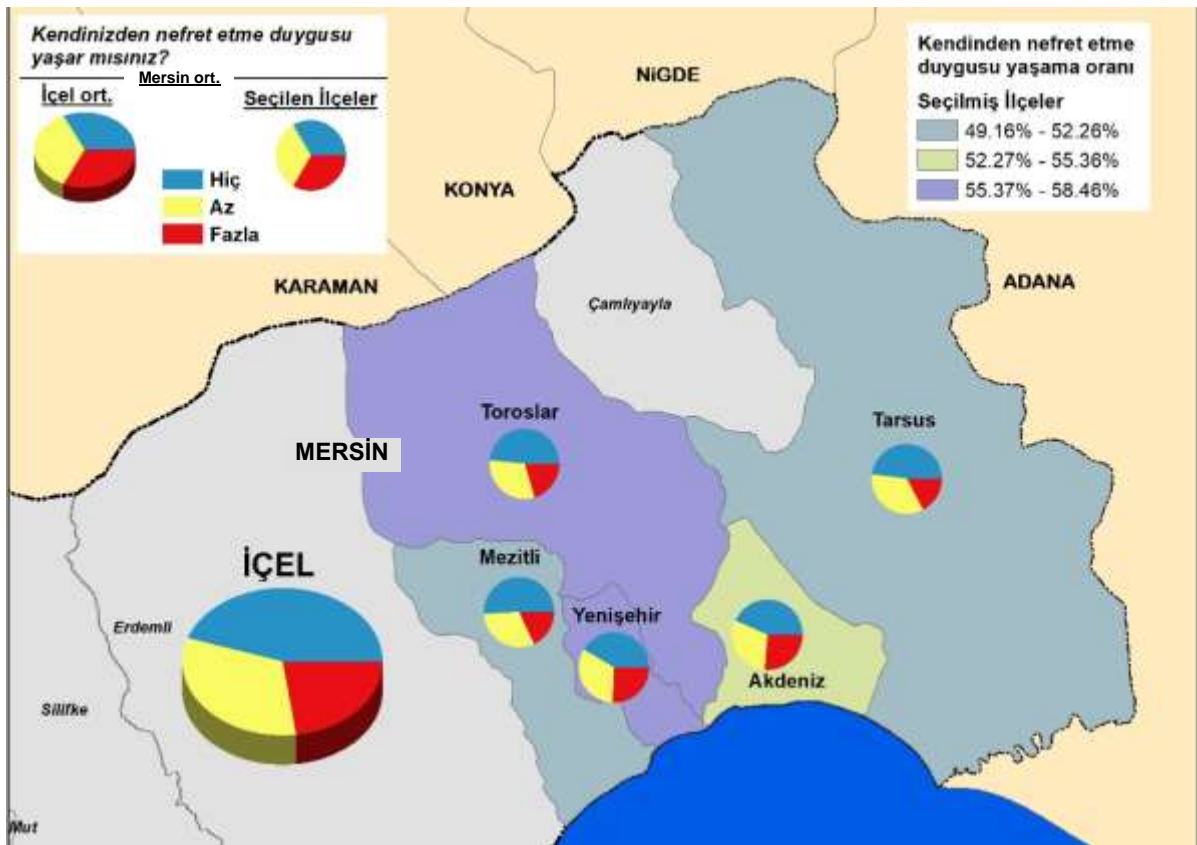 Kendinizden nefret etme duygusu
yaşar mısınız?
Mersin ort.
İçel ort.
Seçilen İlçeler
Hiç
Az
Fazla
Kendinden nefret etme
duygusu yaşama oranı
Seçilmiş İlçeler
49.16% - 52.26%
52.27% - 55.36%
55.37% - 58.46%
NiGDE
KONYA
KARAMAN
ADANA
Çamlıyayla
Toroslar
Tarsus
MERSİN
Mezitli
İÇEL
Yenişehir
Erdemli
Akdeniz
Silifke
Mut